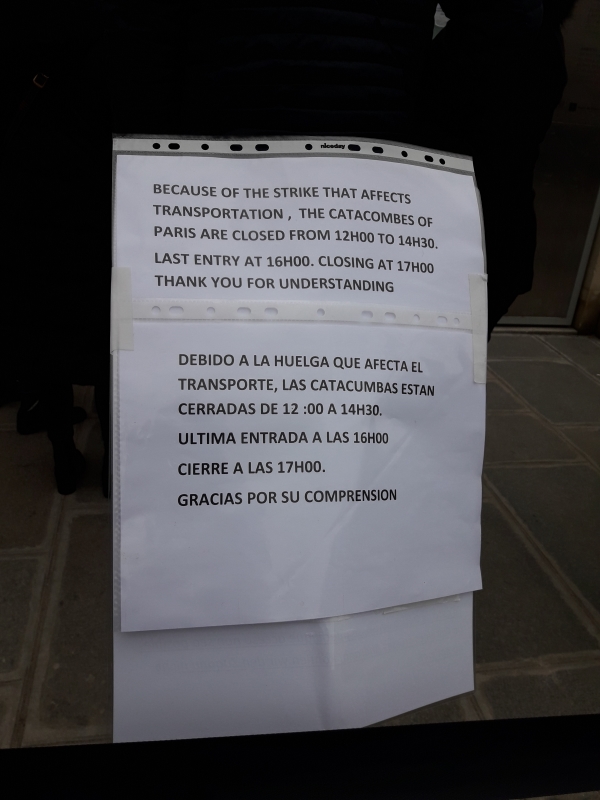 niceday
BECAUSE OF THE STRIKE THAT AFFECTS
TRANSPORTATION , THE CATACOMBES OF
PARIS ARE CLOSED FROM 12H00 TO 14H30.
LAST ENTRY AT 16H00. CLOSING AT 17H00
THANK YOU FOR UNDERSTANDING
DEBIDO A LA HUELGA QUE AFECTA EL
TRANSPORTE, LAS CATACUMBAS ESTAN
CERRADAS DE 12 :00 A 14H30.
ULTIMA ENTRADA A LAS 16H00
CIERRE A LAS 17H00.
GRACIAS POR SU COMPRENSION